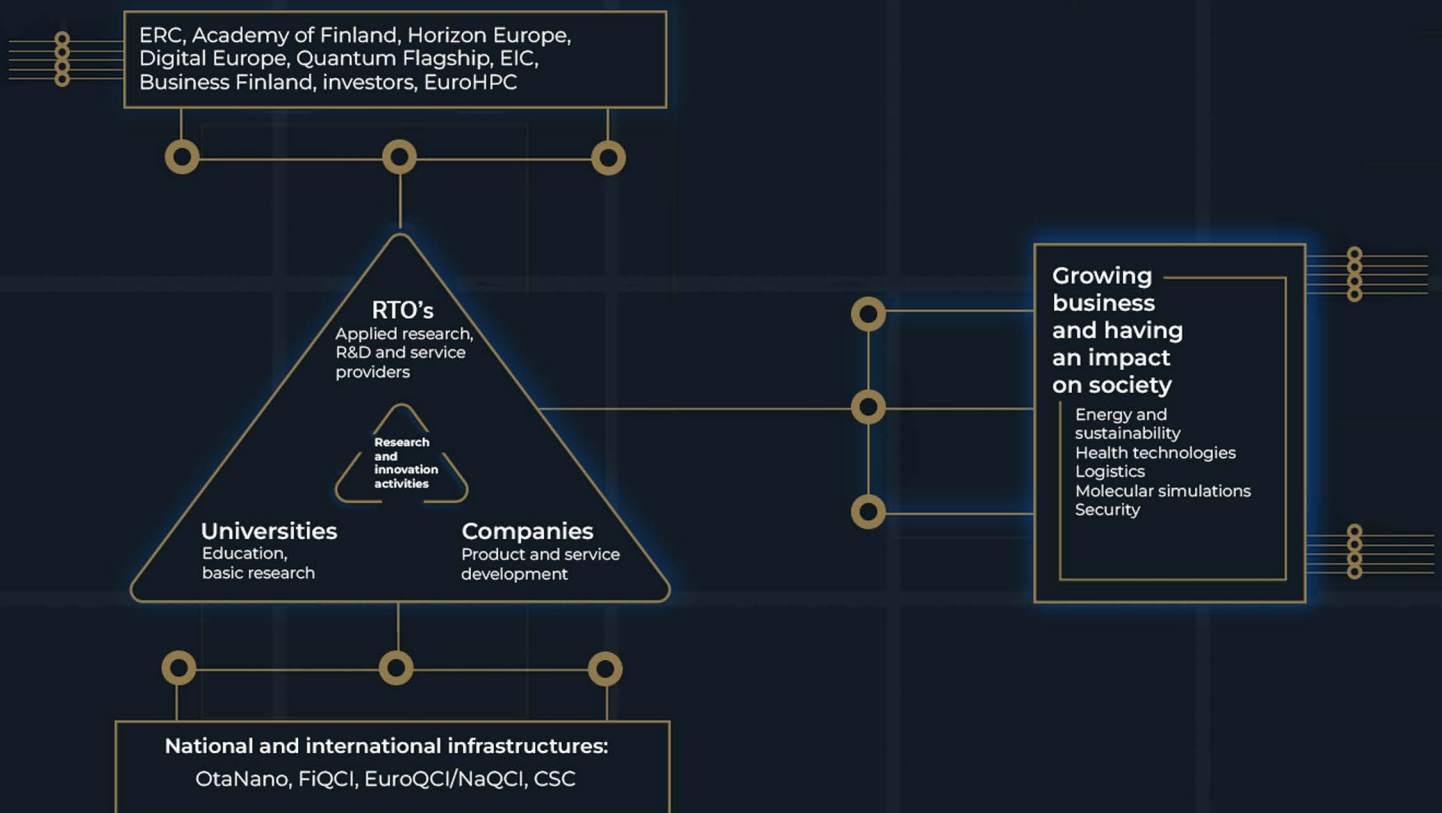 ERC, Academy of Finland, Horizon Europe,
Digital Europe, Quantum Flagship, EIC,
Business Finland, investors, EuroHPC
RTO's
Applied research,
R&D and service
providers
Research
and
innovation
activities
Universities
Education,
basic research
Companies
Product and service
development
National and international infrastructures:
OtaNano, FiQCI, EuroQCI/NaQCI, CSC
Growing
business
and having
an impact
on society
Energy and
sustainability
Health technologies
Logistics
Molecular simulations
Security